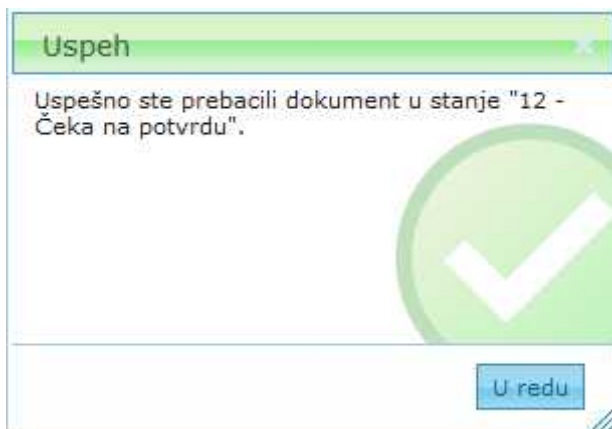 Uspeh
Uspešno ste prebacili dokument u stanje "12 -
Čeka na potvrdu".
U redu